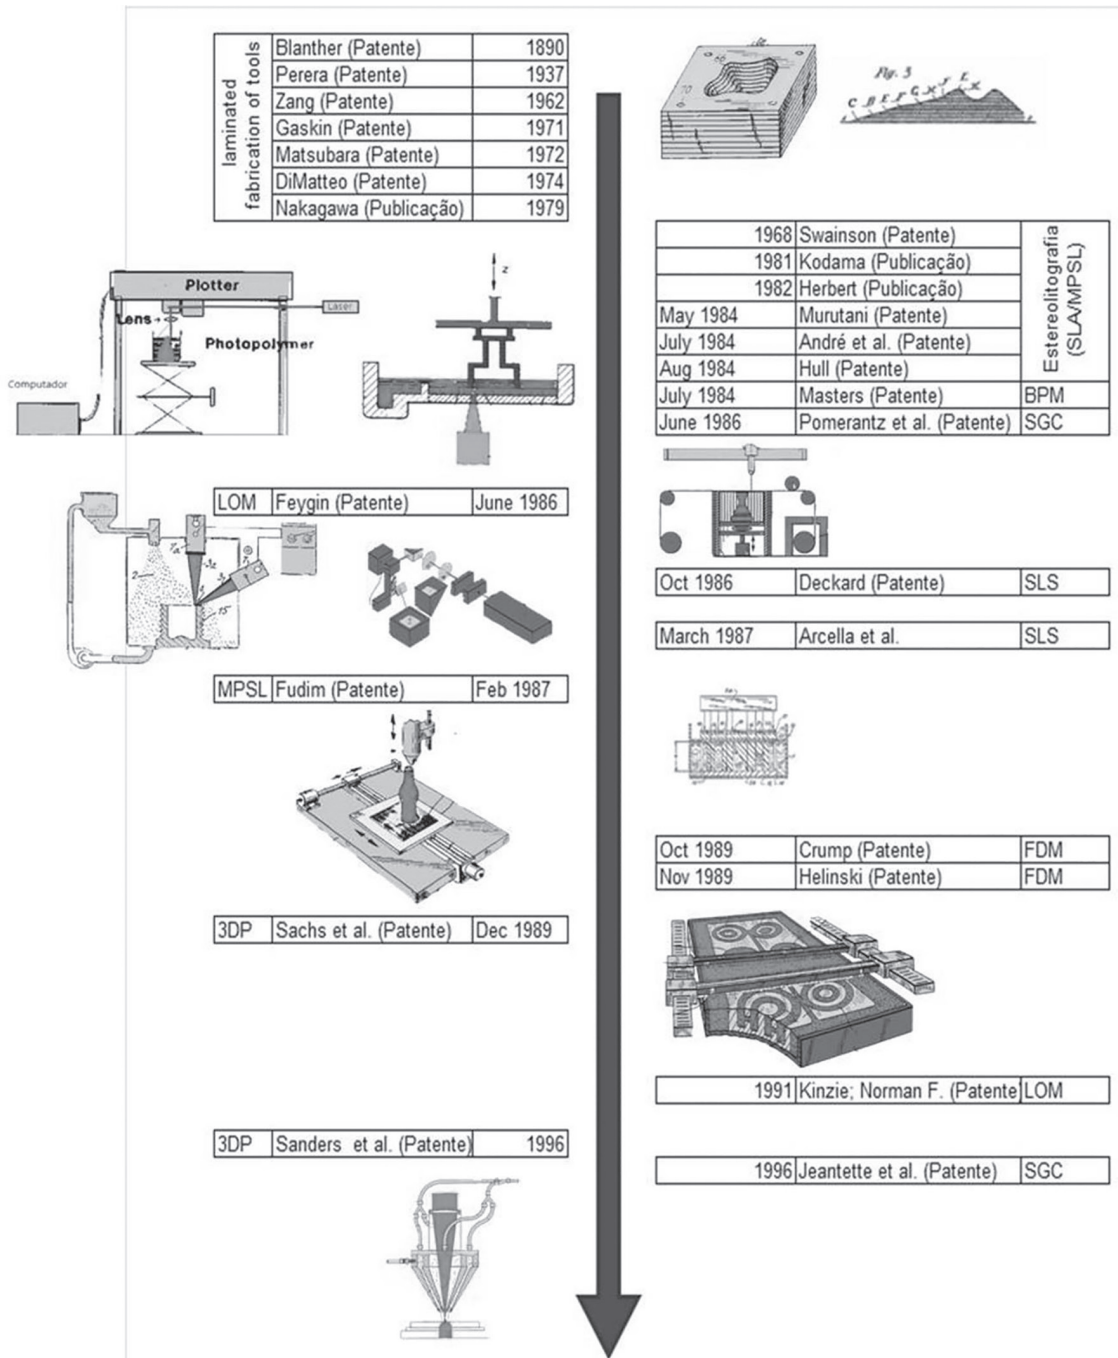 laminated
fabrication of tools
Blanther (Patente) 1890
Perera (Patente) 1937
Zang (Patente) 1962
Gaskin (Patente) 1971
Matsubara (Patente) 1972
DiMatteo (Patente) 1974
Nakagawa (Publicação) 1979
Fig. 3
1968 Swainson (Patente)
1981 Kodama (Publicação)
1982 Herbert (Publicação)
May 1984 Murutani (Patente)
July 1984 André et al. (Patente)
Aug 1984 Hull (Patente)
Estereolitografia
(SLA/MPSL)
July 1984 Masters (Patente) BPM
June 1986 Pomerantz et al. (Patente) SGC
Plotter
Lens
Laser
Photopolymer
Computador
z
LOM Feygin (Patente) June 1986
2
15
Oct 1986 Deckard (Patente) SLS
March 1987 Arcella et al. SLS
MPSL Fudim (Patente) Feb 1987
Oct 1989 Crump (Patente) FDM
Nov 1989 Helinski (Patente) FDM
3DP Sachs et al. (Patente) Dec 1989
1991 Kinzie; Norman F. (Patente) LOM
3DP Sanders et al. (Patente) 1996
1996 Jeantette et al. (Patente) SGC